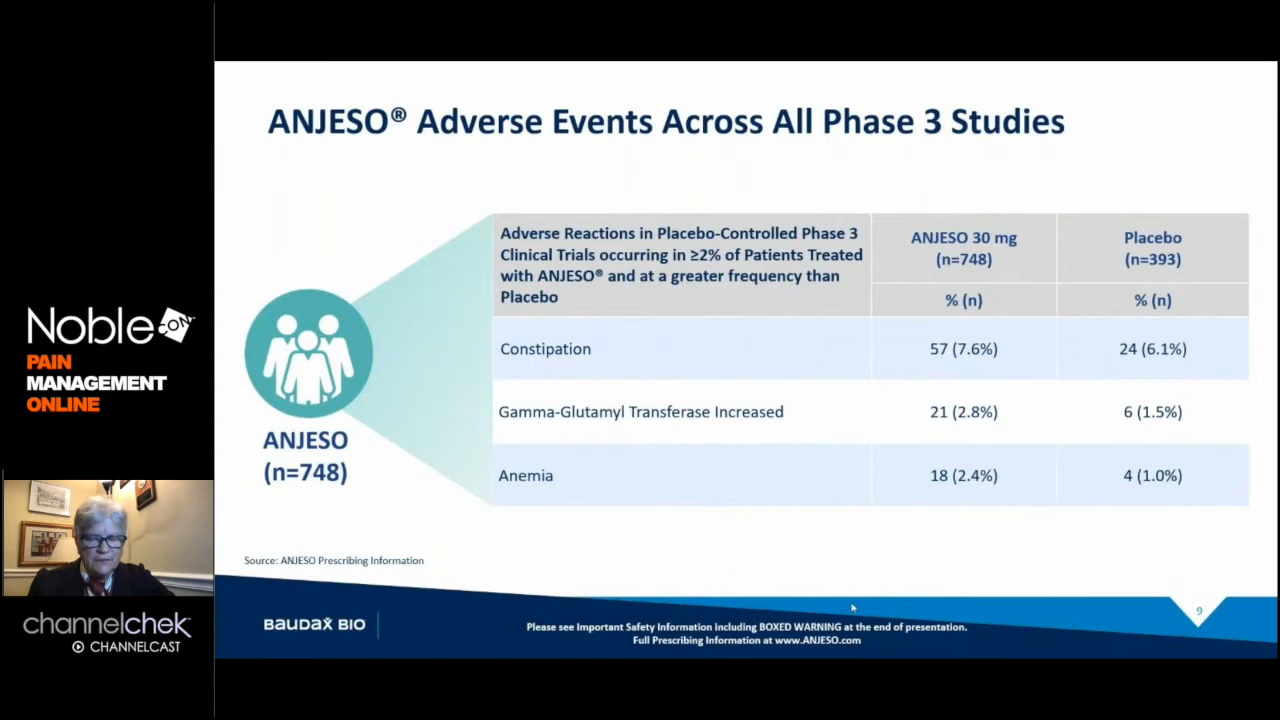 Noble CON
PAIN
MANAGEMENT
ONLINE
channelchek
CHANNELCAST
ANJESO® Adverse Events Across All Phase 3 Studies
ANJESO
(n=748)
Adverse Reactions in Placebo-Controlled Phase 3
Clinical Trials occurring in ≥2% of Patients Treated
with ANJESO® and at a greater frequency than
Placebo
ANJESO 30 mg
(n=748)
Placebo
(n=393)
% (n)
% (n)
Constipation
57 (7.6%)
24 (6.1%)
Gamma-Glutamyl Transferase Increased
21 (2.8%)
6 (1.5%)
Anemia
18 (2.4%)
4 (1.0%)
Source: ANJESO Prescribing Information
BAUDAX BIO
Please see Important Safety Information including BOXED WARNING at the end of presentation.
Full Prescribing Information at www.ANJESO.com
9